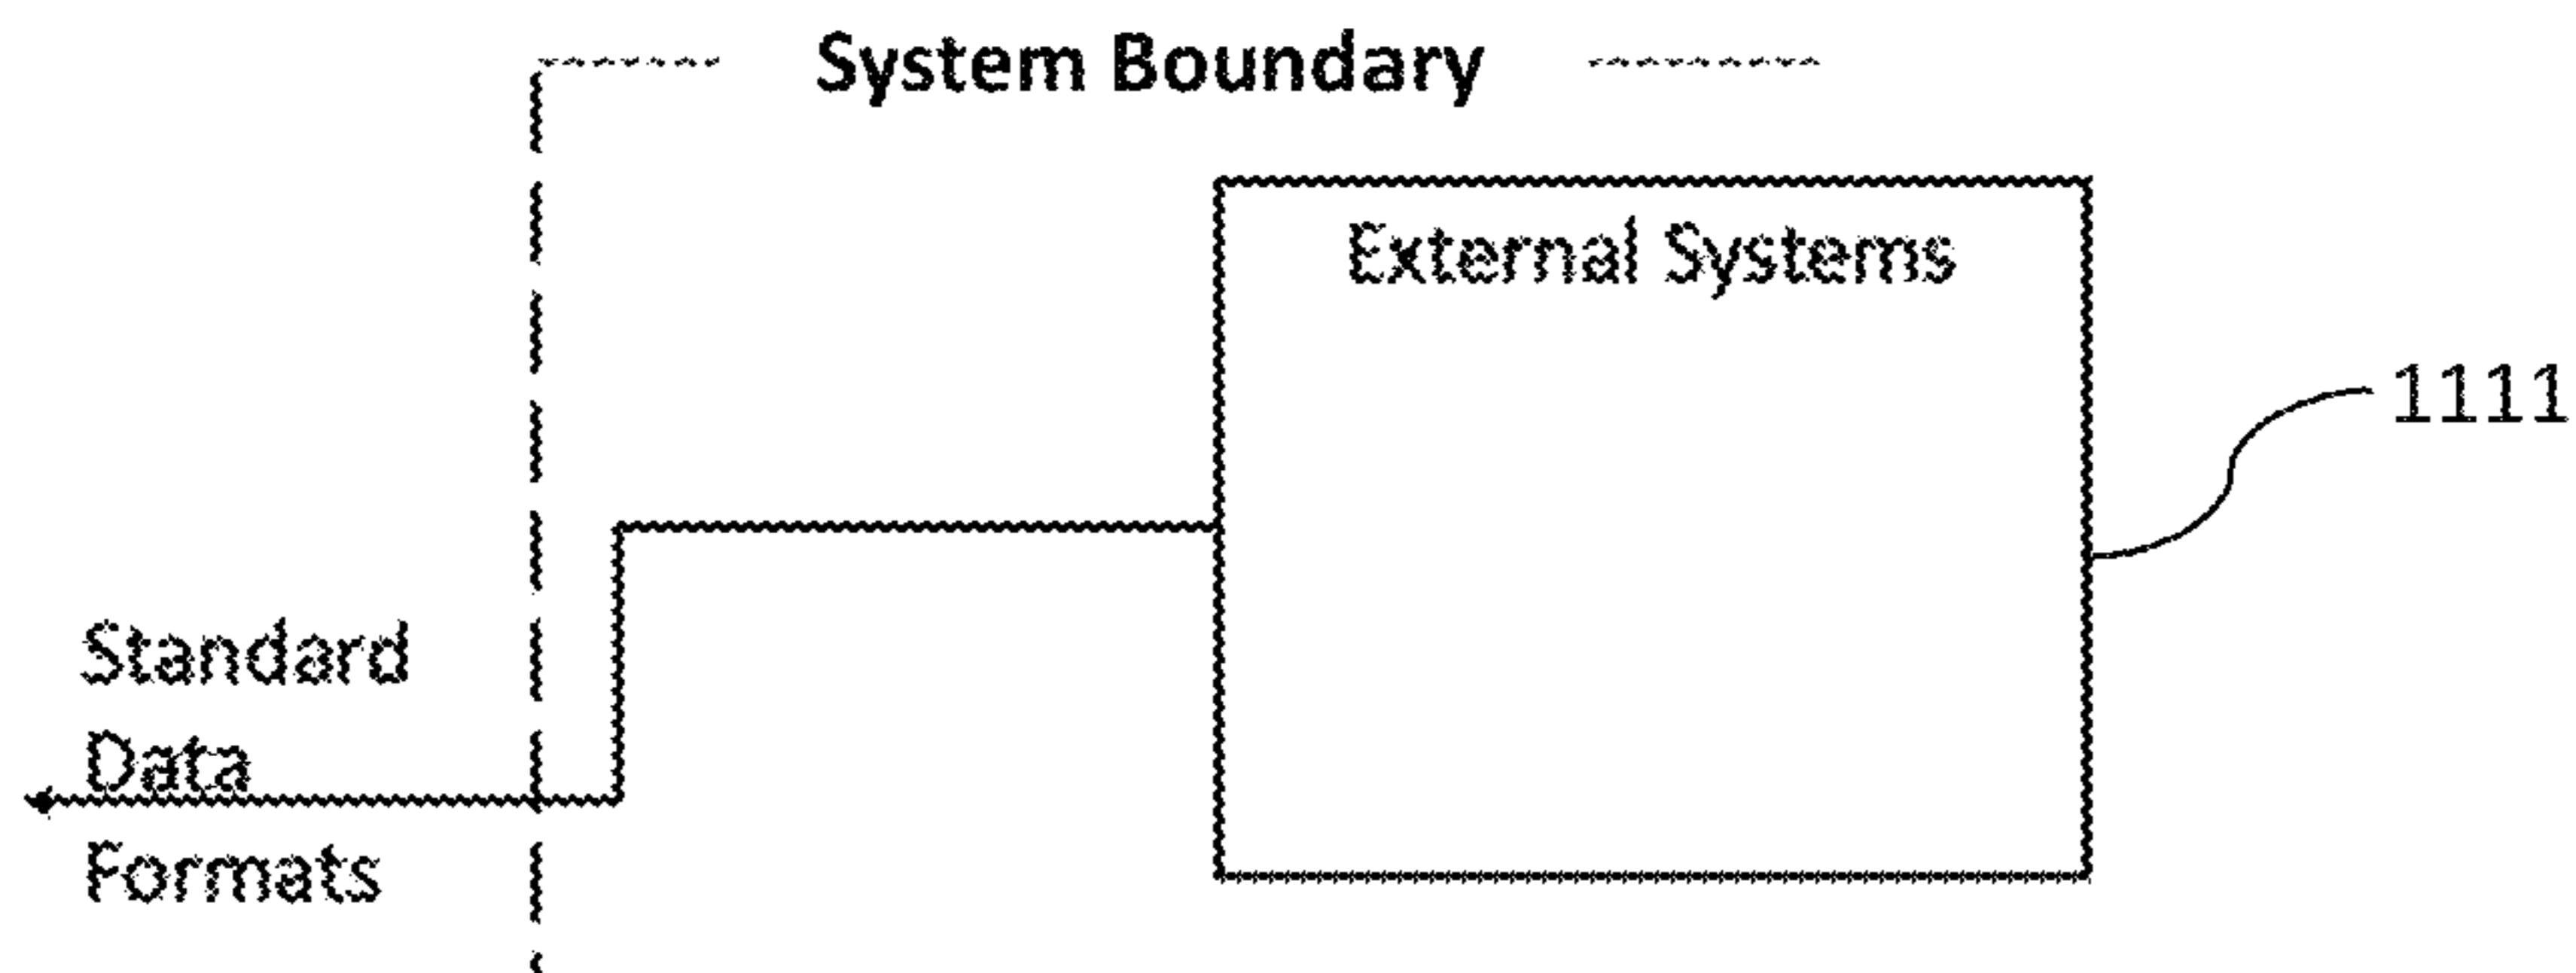 System Boundary
External Systems
1111
Standard
Data
Formats